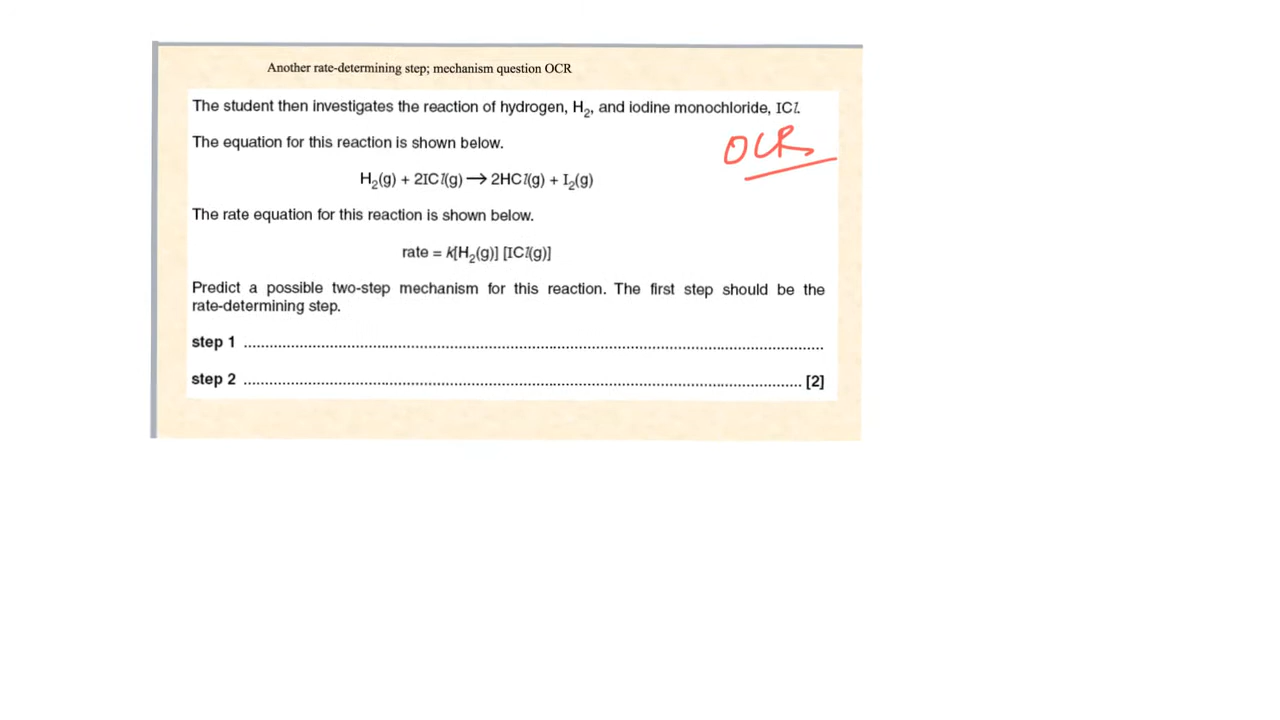 Another rate-determining step; mechanism question OCR
The student then investigates the reaction of hydrogen, H₂, and iodine monochloride, ICl.
OCR
The equation for this reaction is shown below.
H₂(g) + 2ICl(g) → 2HCl(g) + I₂(g)
The rate equation for this reaction is shown below.
rate = k[H₂(g)] [ICl(g)]
Predict a possible two-step mechanism for this reaction. The first step should be the
rate-determining step.
step 1 ........................................................................................................................
step 2 .................................................................................................................... [2]